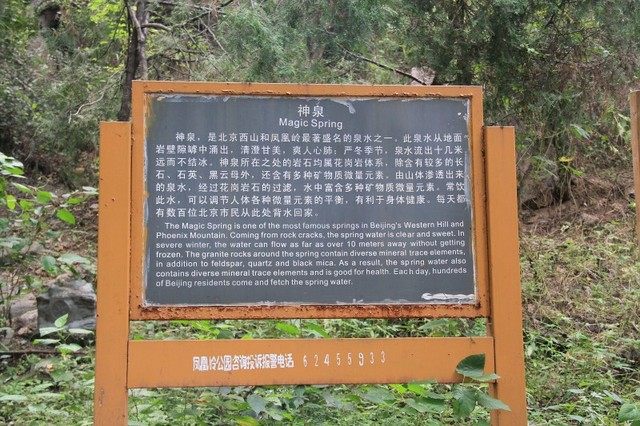 神泉
Magic Spring
神泉，是北京西山和凤凰岭最著盛名的泉水之一，此泉水从地面
岩壁隙罅中涌出，清澄甘美，滴人心肺；严冬季节，泉水流出十几米
远而不结冰。神泉所在之处的岩石均属花岗岩体系，除含有较多的长
石、石英、黑云母外，还含有多种矿物质微量元素。由山体渗透出来
的泉水，经过花岗岩石的过滤，水中富含多种矿物质微量元素。常饮
此水，可以调节人体各种微量元素的平衡，有利于身体健康。每天都
有数百位北京市民从此处背水回家。
The Magic Spring is one of the most famous springs in Beijing's Western Hill and
Phoenix Mountain. Coming from rock cracks, the spring water is clear and sweet. In
severe winter, the water can flow as far as over 10 meters away without getting
frozen. The granite rocks around the spring contain diverse mineral trace elements,
in addition to feldspar, quartz and black mica. As a result, the spring water also
contains diverse mineral trace elements and is good for health. Each day, hundreds
of Beijing residents come and fetch the spring water.
凤凰岭公园咨询投诉报警电话 62455933